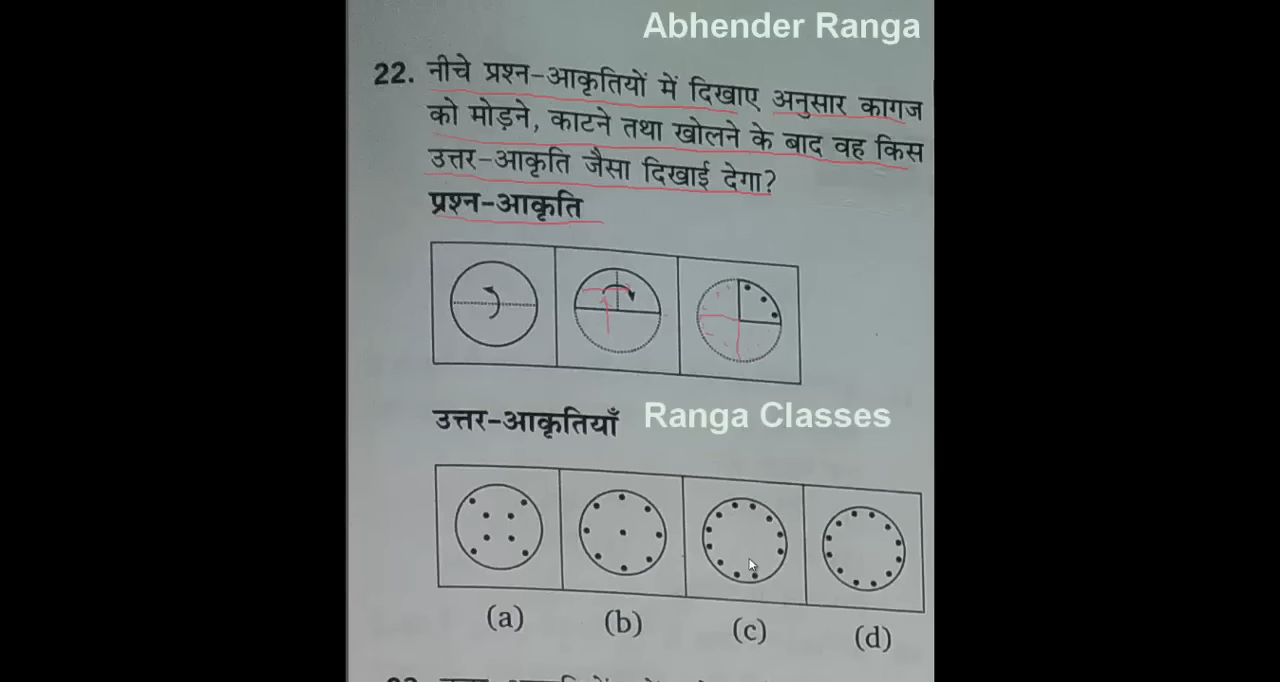 Abhender Ranga
22. नीचे प्रश्न-आकृतियों में दिखाए अनुसार कागज
को मोड़ने, काटने तथा खोलने के बाद वह किस
उत्तर-आकृति जैसा दिखाई देगा?
प्रश्न-आकृति
उत्तर-आकृतियाँ
Ranga Classes
(a) (b) (c) (d)